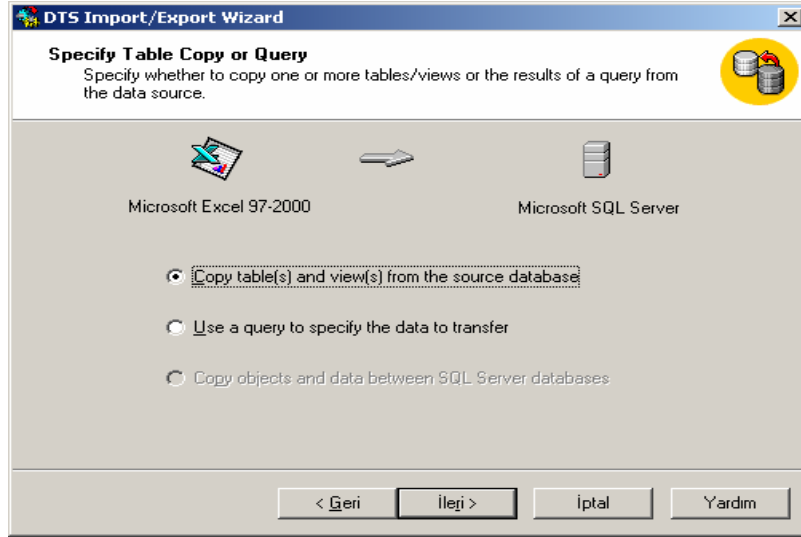 DTS Import/Export Wizard
Specify Table Copy or Query
Specify whether to copy one or more tables/views or the results of a query from
the data source.
Microsoft Excel 97-2000
Microsoft SQL Server
Copy table(s) and view(s) from the source database
Use a query to specify the data to transfer
Copy objects and data between SQL Server databases
< Geri
İleri >
İptal
Yardım